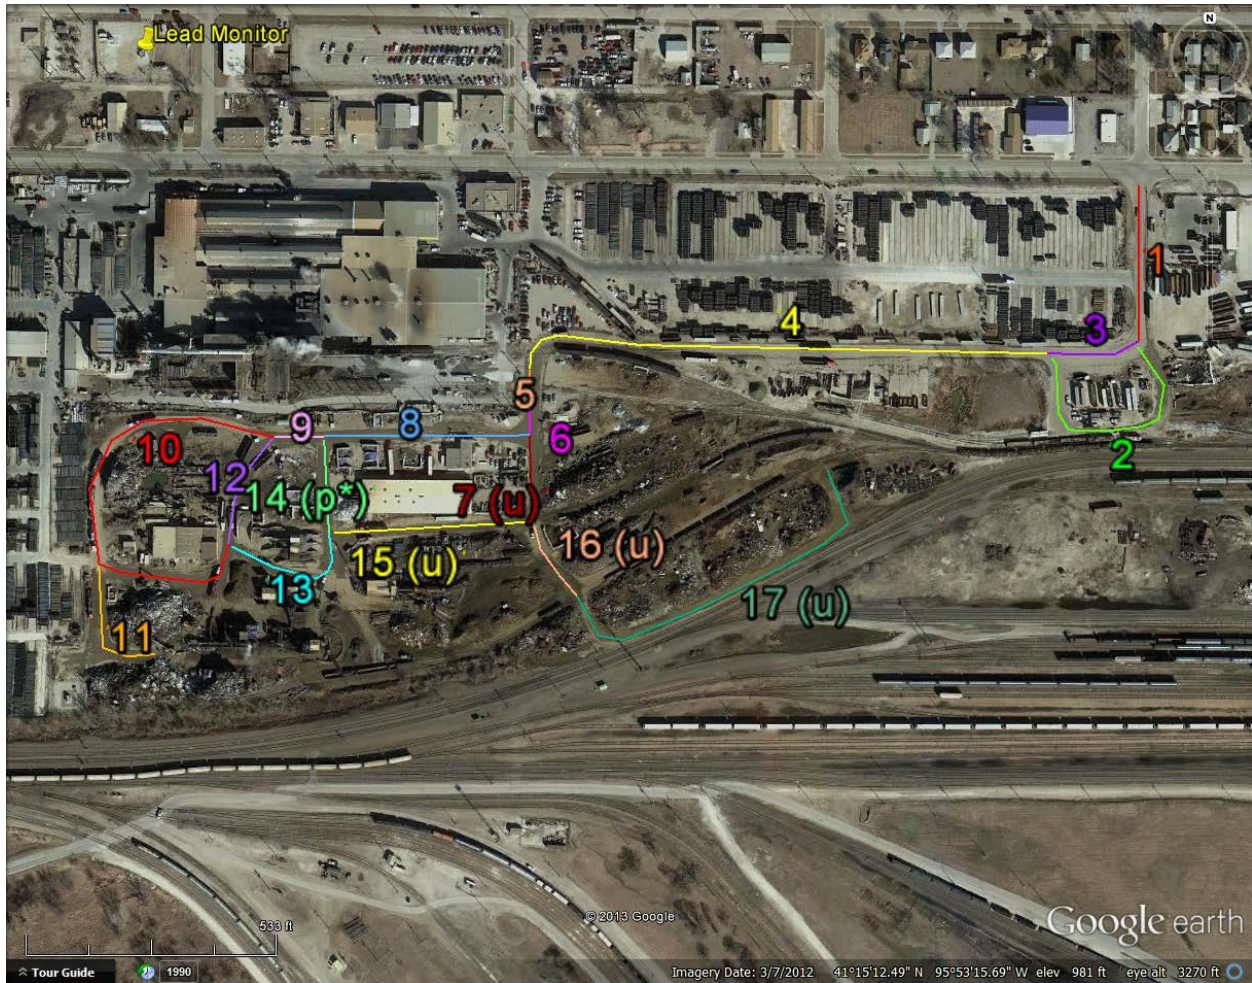 N
Lead Monitor
1
4
3
5
9
8
6
10
2
12
14 (p*)
7 (u)
16 (u)
15 (u)
13
17 (u)
11
533 ft
© 2013 Google
Google earth
Tour Guide
1990
Imagery Date: 3/7/2012 41°15'12.49" N 95°53'15.69" W elev 981 ft eye alt 3270 ft